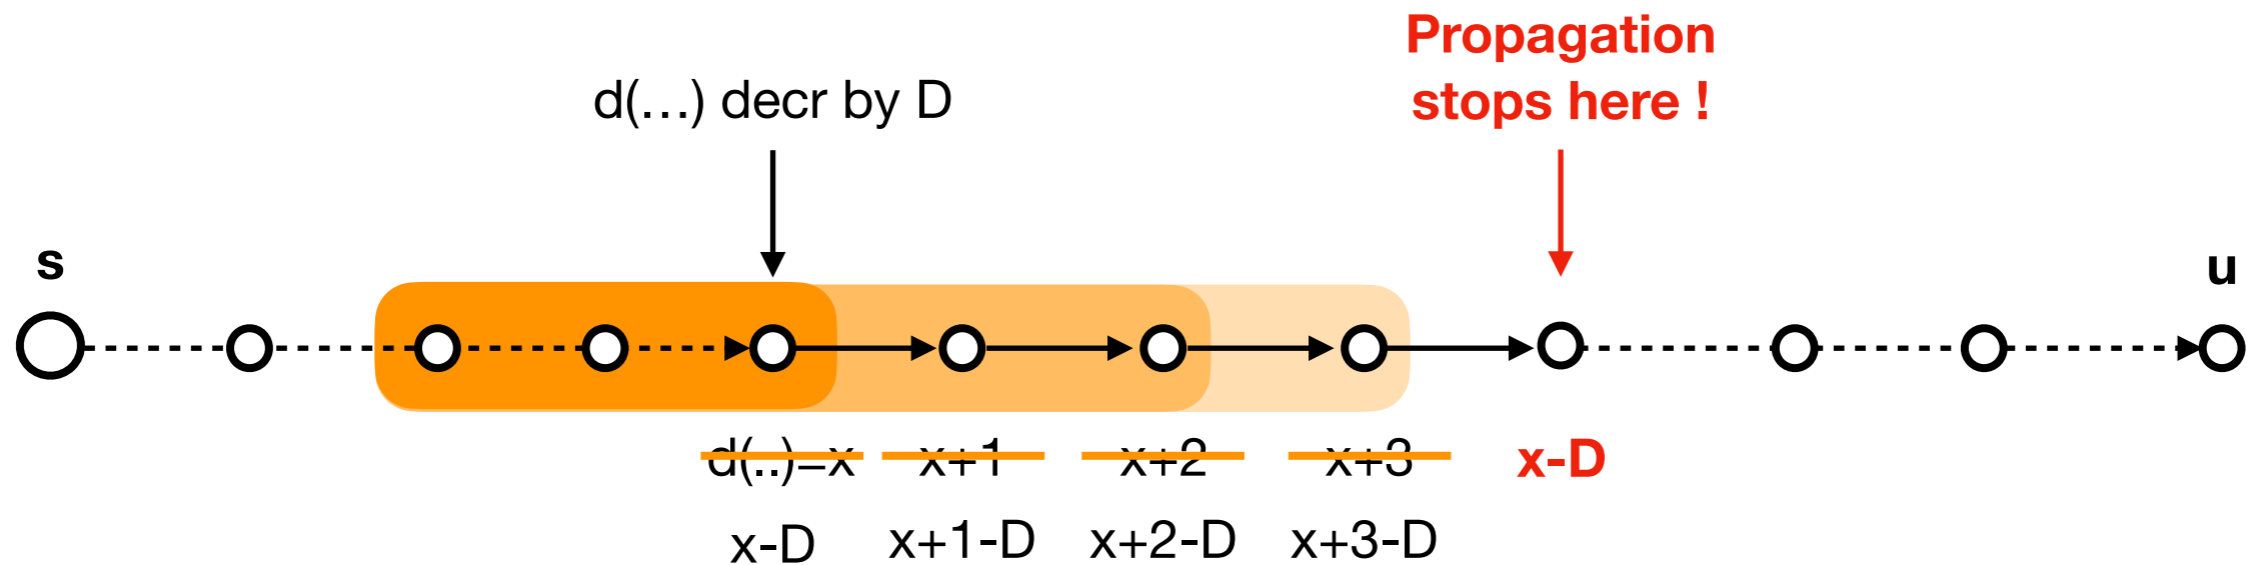 Propagation
stops here !
d(...) decr by D
s
u
d(..)=x x+1 x+2 x+3 x-D
x-D x+1-D x+2-D x+3-D